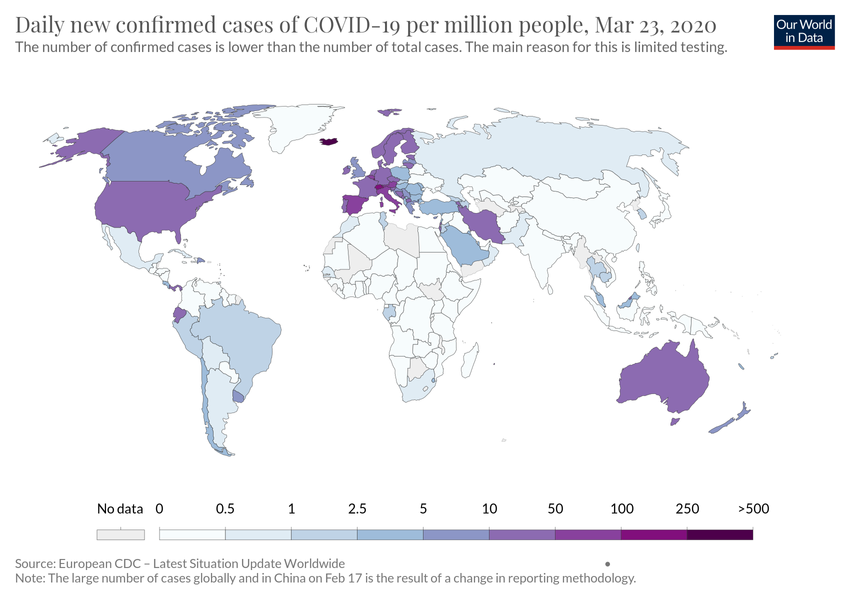 Daily new confirmed cases of COVID-19 per million people, Mar 23, 2020
The number of confirmed cases is lower than the number of total cases. The main reason for this is limited testing.
Our World
in Data
No data 0 0.5 1 2.5 5 10 50 100 250 >500
Source: European CDC – Latest Situation Update Worldwide
Note: The large number of cases globally and in China on Feb 17 is the result of a change in reporting methodology.